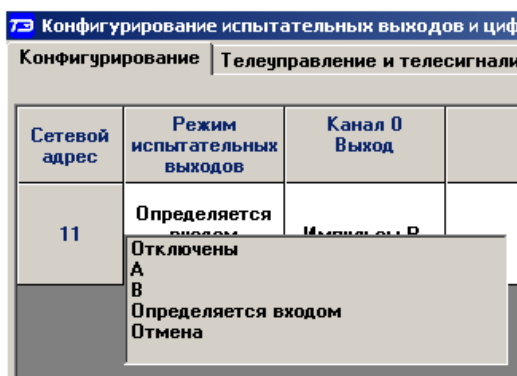 ТЭ Конфигурирование испытательных выходов и циф
Конфигурирование Телеуправление и телесигнали
Сетевой адрес
Режим испытательных выходов
Канал 0 Выход
11
Определяется
Отключены
A
B
Определяется входом
Отмена